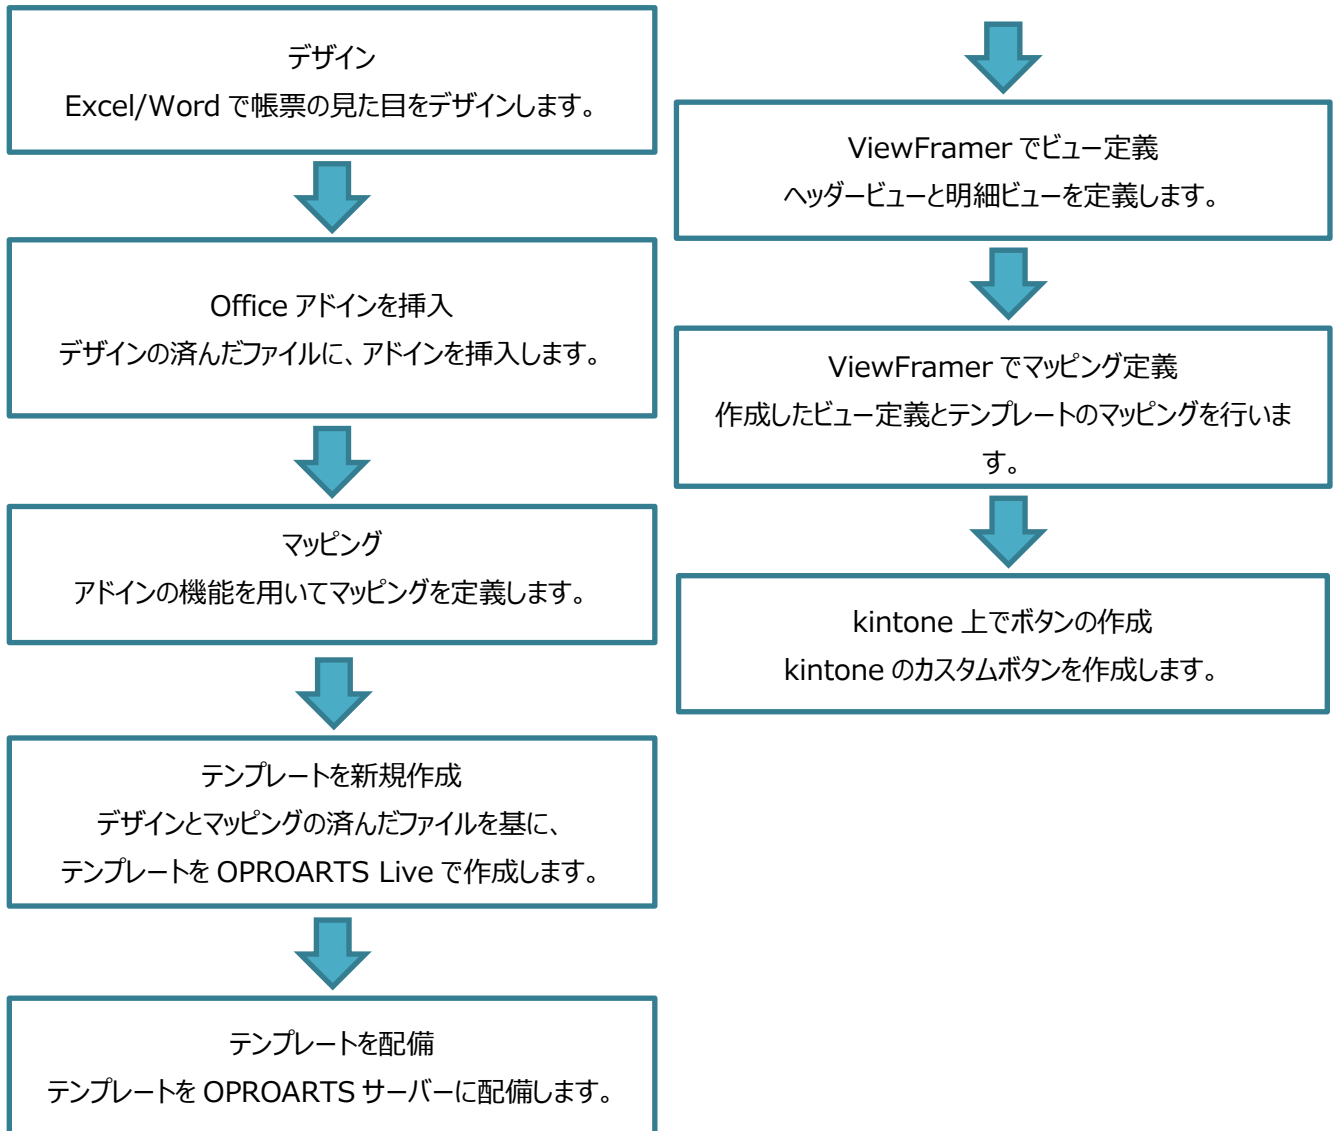 デザイン
Excel/Word で帳票の見た目をデザインします。
Office アドインを挿入
デザインの済んだファイルに、アドインを挿入します。
マッピング
アドインの機能を用いてマッピングを定義します。
テンプレートを新規作成
デザインとマッピングの済んだファイルを基に、
テンプレートを OPROARTS Live で作成します。
テンプレートを配備
テンプレートを OPROARTS サーバーに配備します。
ViewFramer でビュー定義
ヘッダービューと明細ビューを定義します。
ViewFramer でマッピング定義
作成したビュー定義とテンプレートのマッピングを行いま
す。
kintone 上でボタンの作成
kintone のカスタムボタンを作成します。